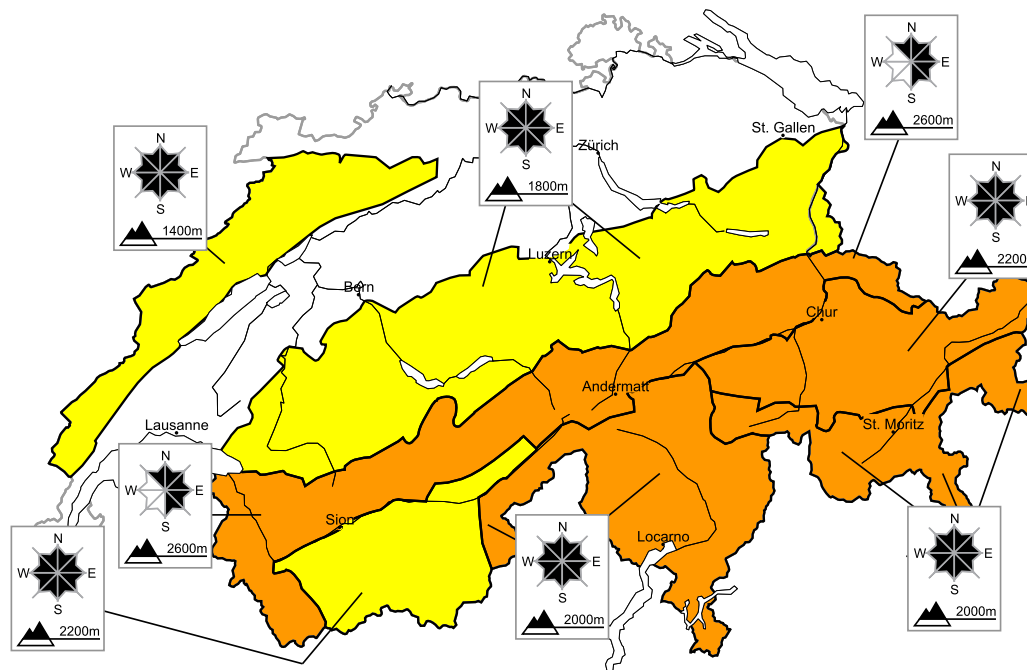 N
W E
S
2600m
St. Gallen
N
W E
S
1800m
Zürich
N
W E
S
1400m
N
W
S
2200
Luzern
Bern
Chur
Andermatt
St. Moritz
Lausanne
N
W E
S
2600m
Sion
Locarno
N
W E
S
2200m
N
W E
S
2000m
N
W E
S
2000m